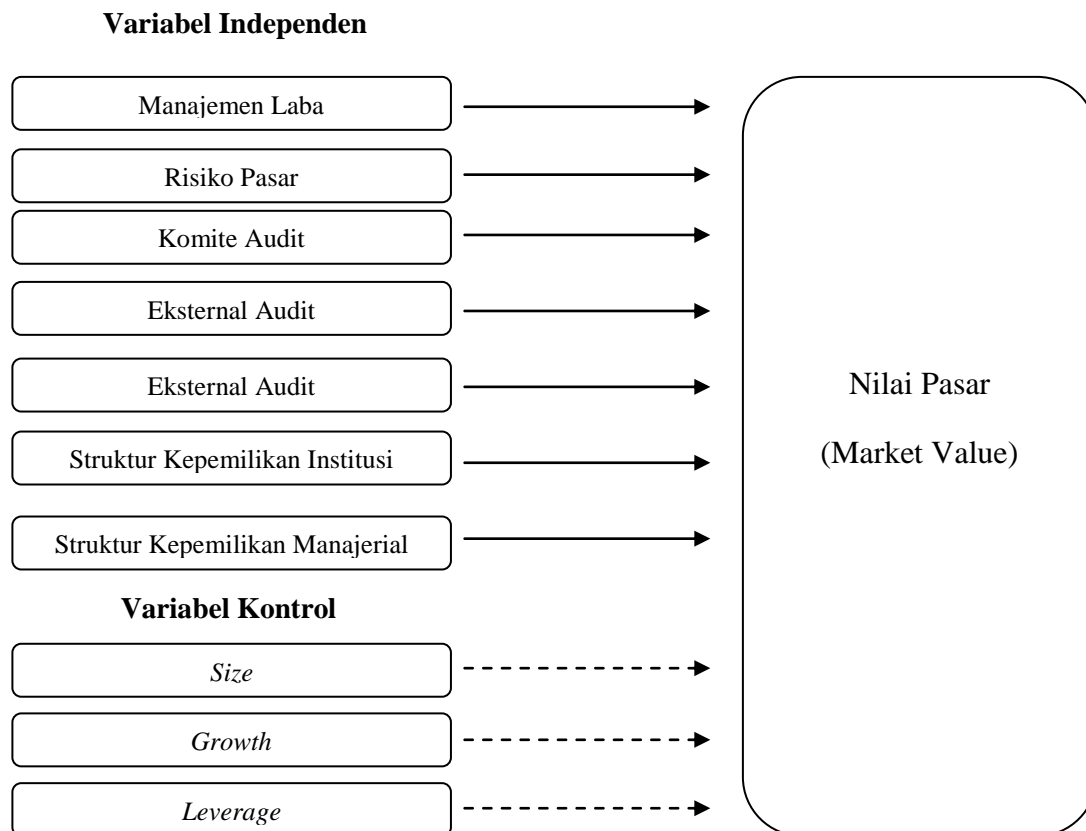 Variabel Independen
Manajemen Laba
Risiko Pasar
Komite Audit
Eksternal Audit
Eksternal Audit
Struktur Kepemilikan Institusi
Struktur Kepemilikan Manajerial
Nilai Pasar
(Market Value)
Variabel Kontrol
Size
Growth
Leverage